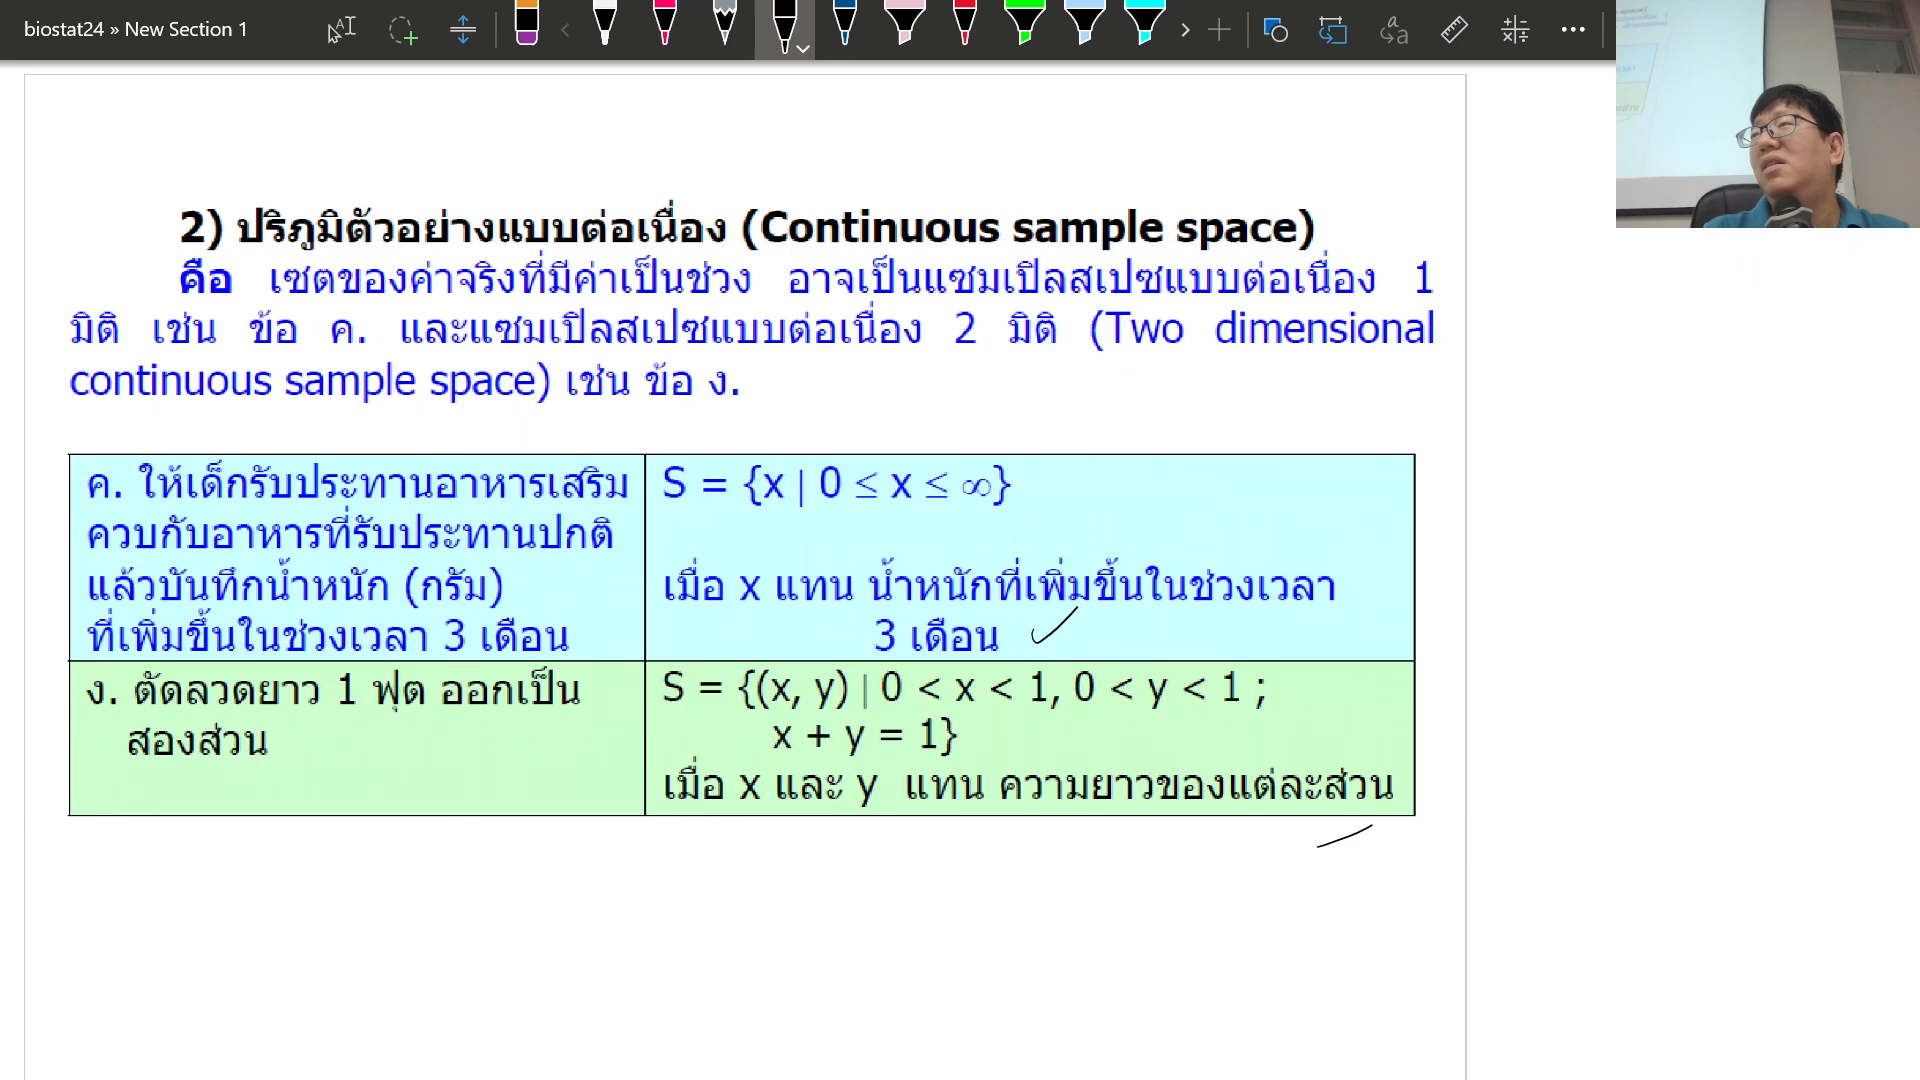 biostat24 » New Section 1
2) ปริภูมิตัวอย่างแบบต่อเนื่อง (Continuous sample space)
คือ เซตของค่าจริงที่มีค่าเป็นช่วง อาจเป็นแซมเปิลสเปซแบบต่อเนื่อง 1
มิติ เช่น ข้อ ค. และแซมเปิลสเปซแบบต่อเนื่อง 2 มิติ (Two dimensional
continuous sample space) เช่น ข้อ ง.
ค. ให้เด็กรับประทานอาหารเสริม
ควบกับอาหารที่รับประทานปกติ
แล้วบันทึกน้ำหนัก (กรัม)
ที่เพิ่มขึ้นในช่วงเวลา 3 เดือน
S = {x | 0 ≤ x ≤ ∞}
เมื่อ x แทน น้ำหนักที่เพิ่มขึ้นในช่วงเวลา
3 เดือน
ง. ตัดลวดยาว 1 ฟุต ออกเป็น
สองส่วน
S = {(x, y) | 0 < x < 1, 0 < y < 1 ;
x + y = 1}
เมื่อ x และ y แทน ความยาวของแต่ละส่วน